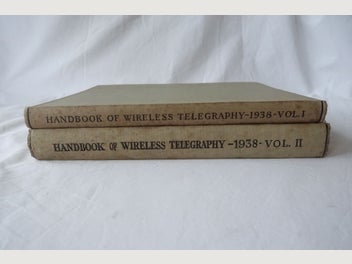 HANDBOOK OF WIRELESS TELEGRAPHY-1938-VOL.I
HANDBOOK OF WIRELESS TELEGRAPHY-1938-VOL. II